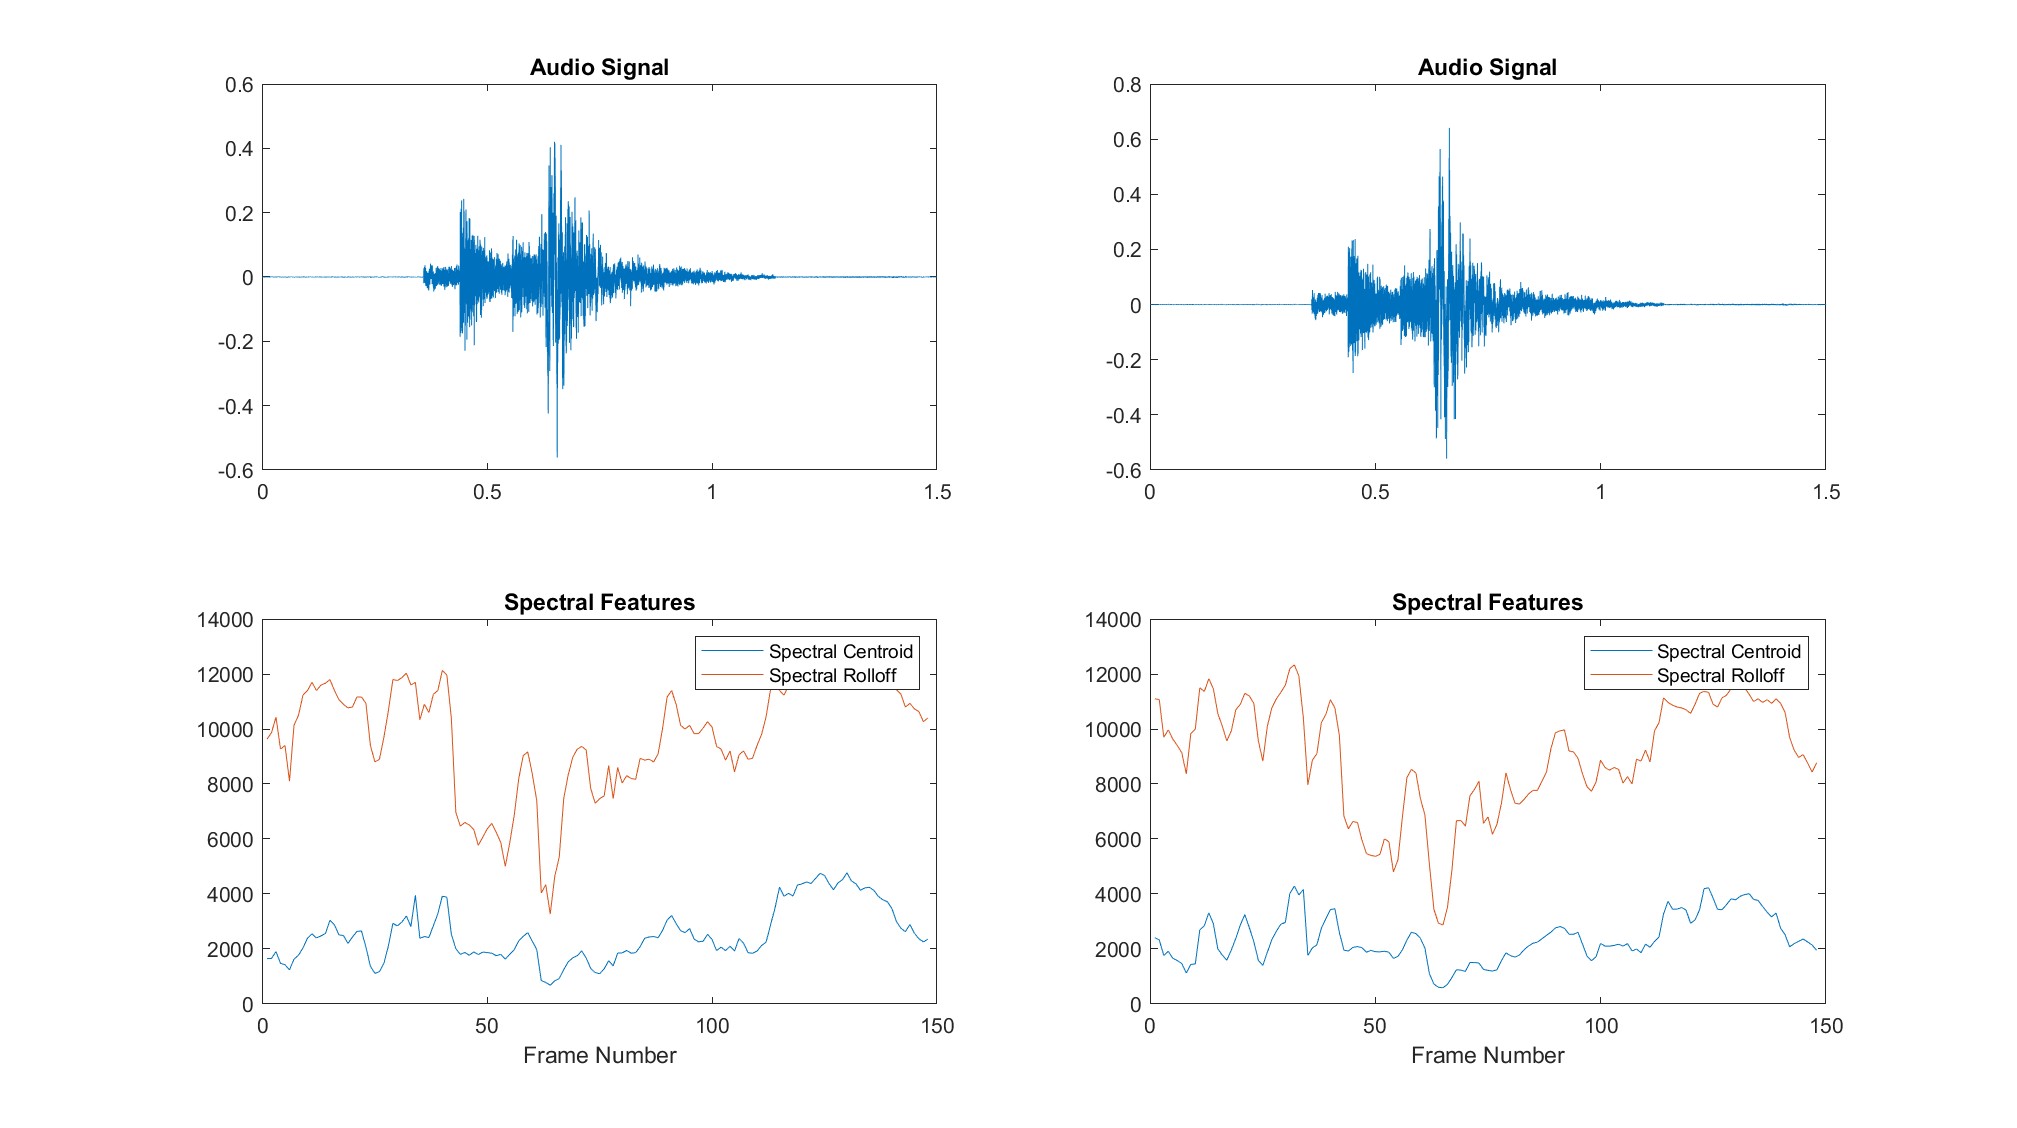 Audio Signal
0.6
0.4
0.2
0
-0.2
-0.4
-0.6
0 0.5 1 1.5
Audio Signal
0.8
0.6
0.4
0.2
0
-0.2
-0.4
-0.6
0 0.5 1 1.5
Spectral Features
14000
12000
10000
8000
6000
4000
2000
0
Spectral Centroid
Spectral Rolloff
0 50 100 150
Frame Number
Spectral Features
14000
12000
10000
8000
6000
4000
2000
0
Spectral Centroid
Spectral Rolloff
0 50 100 150
Frame Number